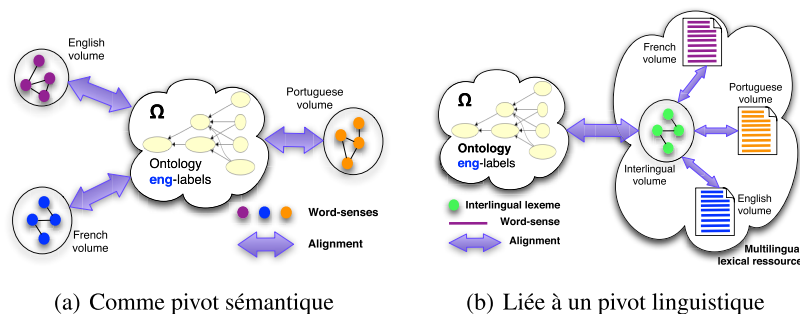 English
volume
Ω
Ontology
eng-labels
Portuguese
volume
French
volume
Word-senses
Alignment
(a) Comme pivot sémantique
Ω
Ontology
eng-labels
French
volume
Portuguese
volume
Interlingual
volume
English
volume
Interlingual lexeme
Word-sense
Alignment
Multilingual
lexical ressource
(b) Liée à un pivot linguistique